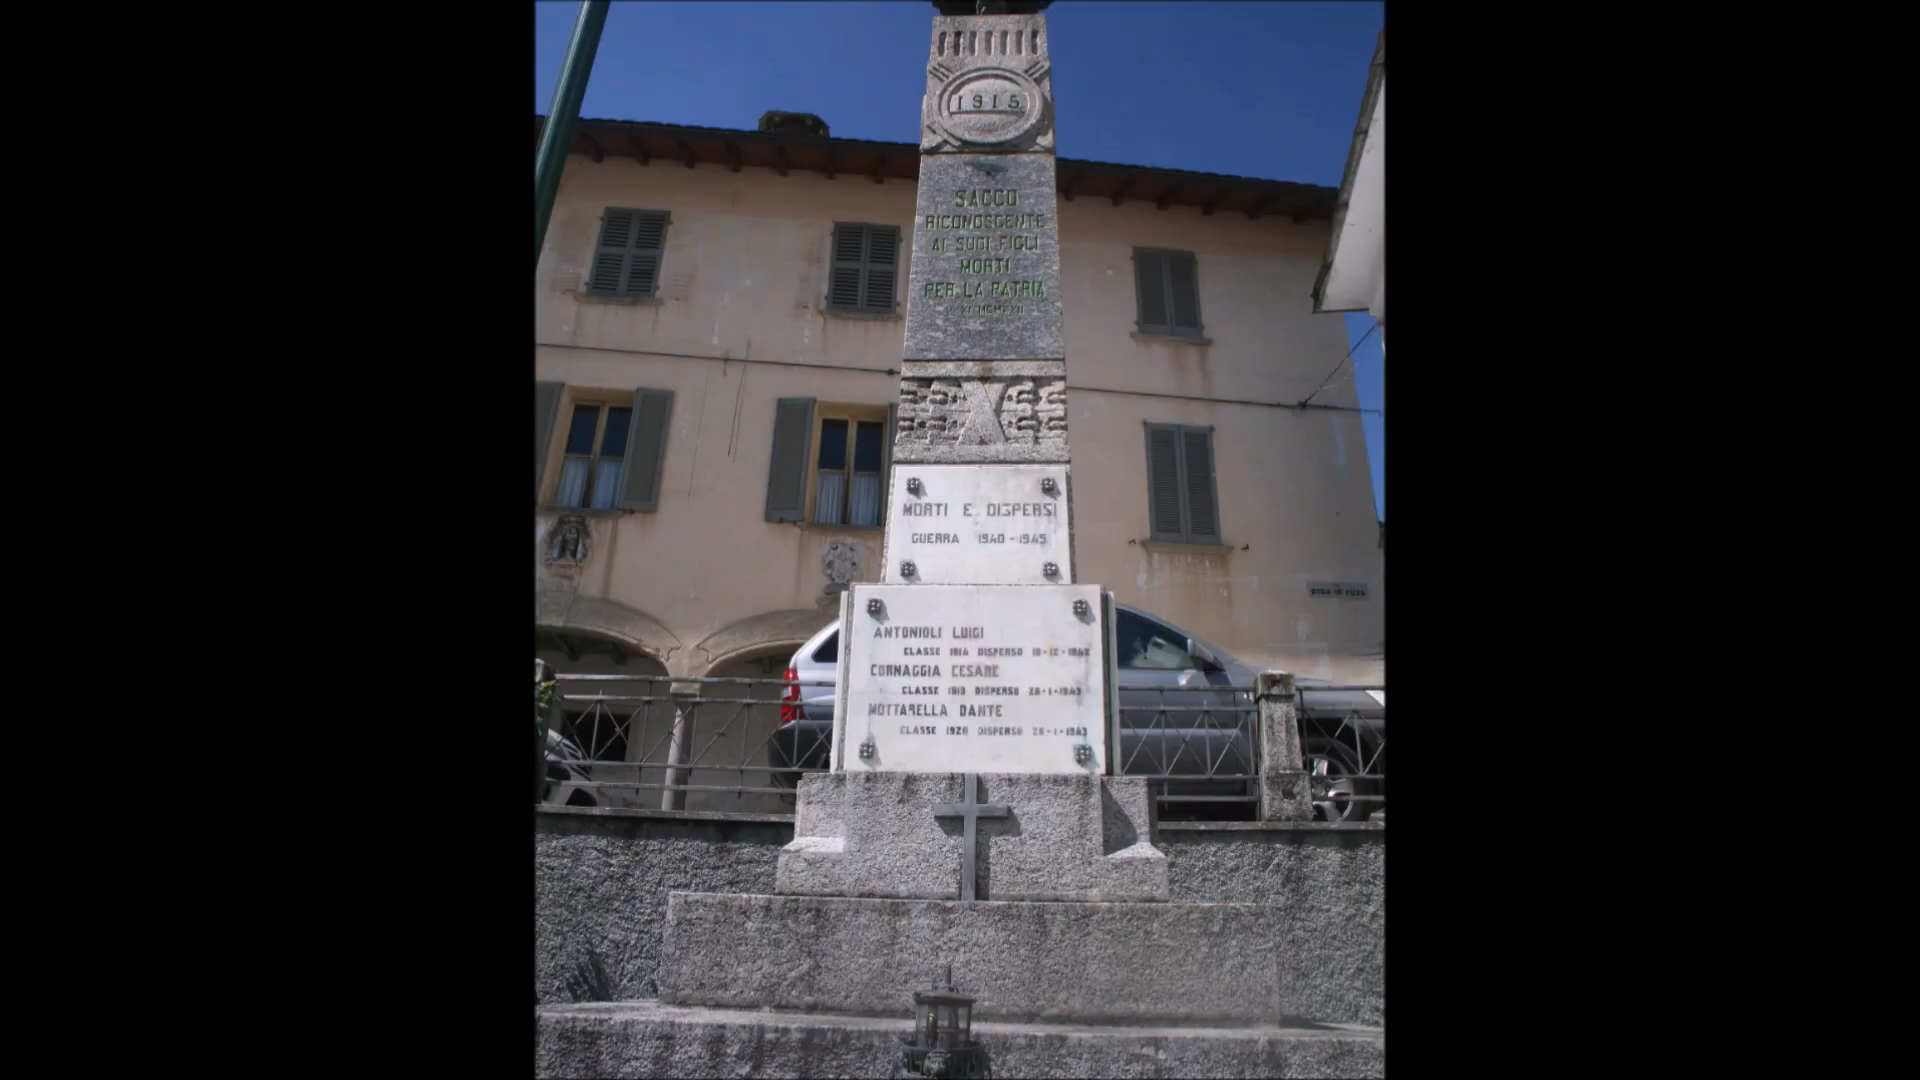 1915
SACCO
RICONOSCENTE
AI SUOI FIGLI
MORTI
PER LA PATRIA
MORTI E DISPERSI
GUERRA 1940-1945
ANTONIOLI LUIGI
CLASSE 1914 DISPERSO 18-12-1942
CORNAGGIA CESARE
CLASSE 1919 DISPERSO 28-1-1943
MOTTARELLA DANTE
CLASSE 1920 DISPERSO 28-1-1943